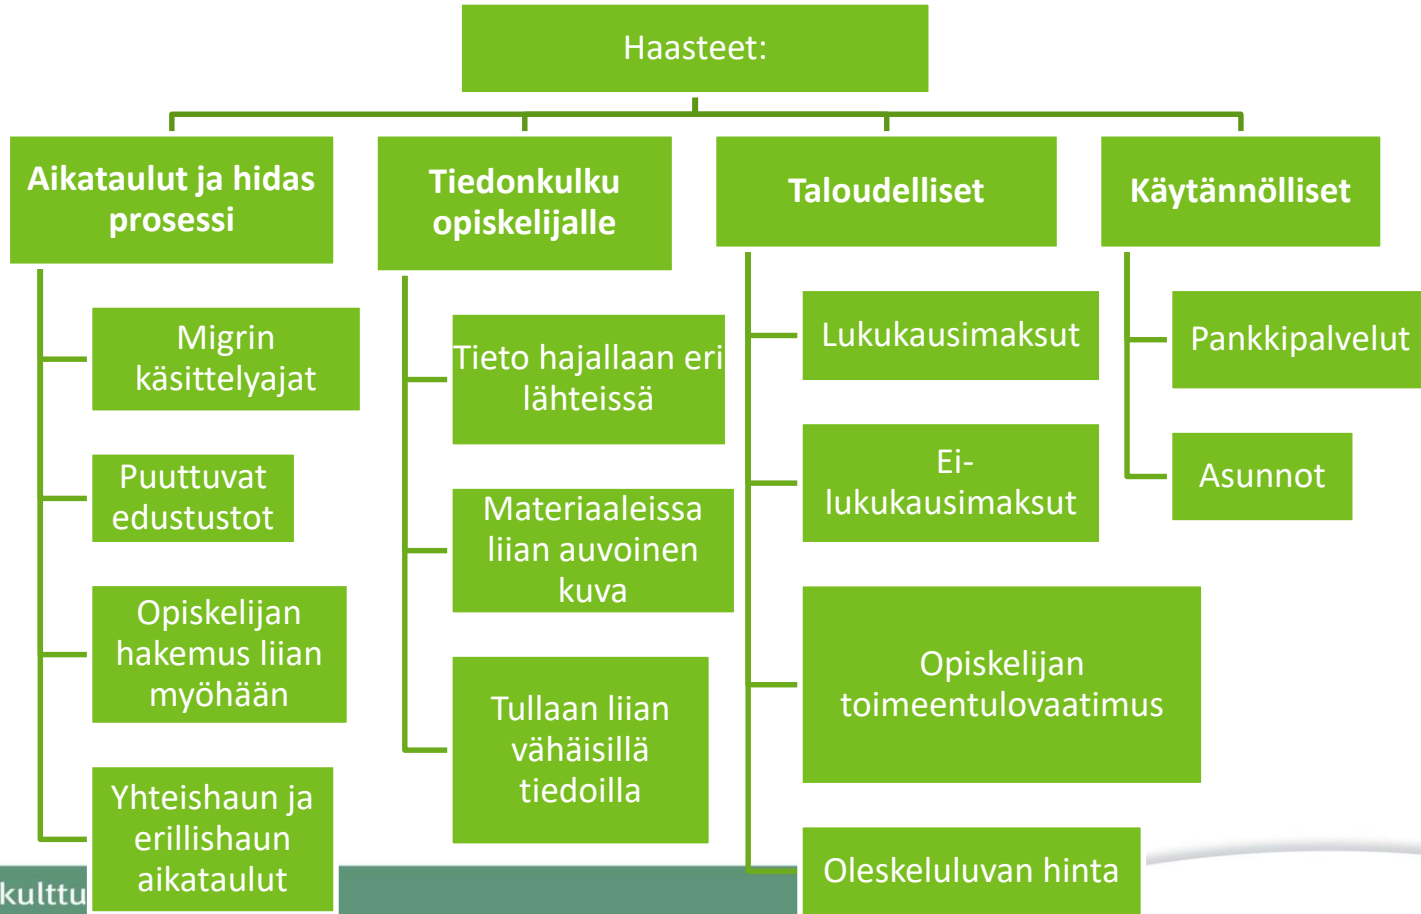 Haasteet:
Aikataulut ja hidas
prosessi
Migrin
käsittelyajat
Puuttuvat
edustustot
Opiskelijan
hakemus liian
myöhään
Yhteishaun ja
erillishaun
aikataulut
Tiedonkulku
opiskelijalle
Tieto hajallaan eri
lähteissä
Materiaaleissa
liian auvoinen
kuva
Tullaan liian
vähäisillä
tiedoilla
Taloudelliset
Lukukausimaksut
Ei-
lukukausimaksut
Opiskelijan
toimeentulovaatimus
Oleskeluluvan hinta
Käytännölliset
Pankkipalvelut
Asunnot
kulttu